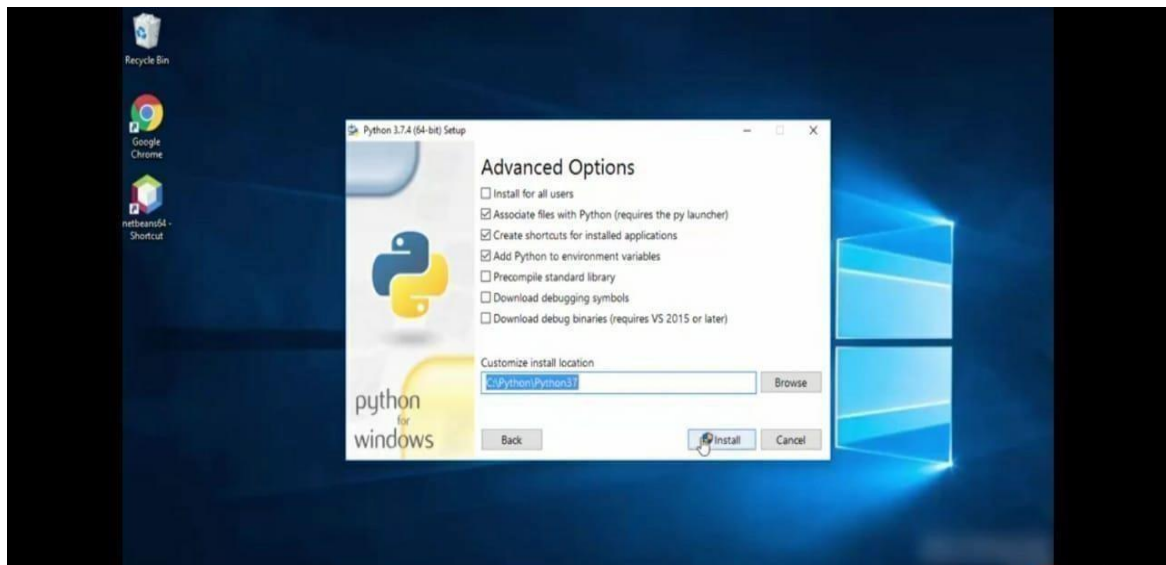 Recycle Bin
Google
Chrome
netbeans64 -
Shortcut
Python 3.7.4 (64-bit) Setup
Advanced Options
Install for all users
Associate files with Python (requires the py launcher)
Create shortcuts for installed applications
Add Python to environment variables
Precompile standard library
Download debugging symbols
Download debug binaries (requires VS 2015 or later)
Customize install location
C:\Python\Python37
Browse
python
for
windows
Back
Install
Cancel